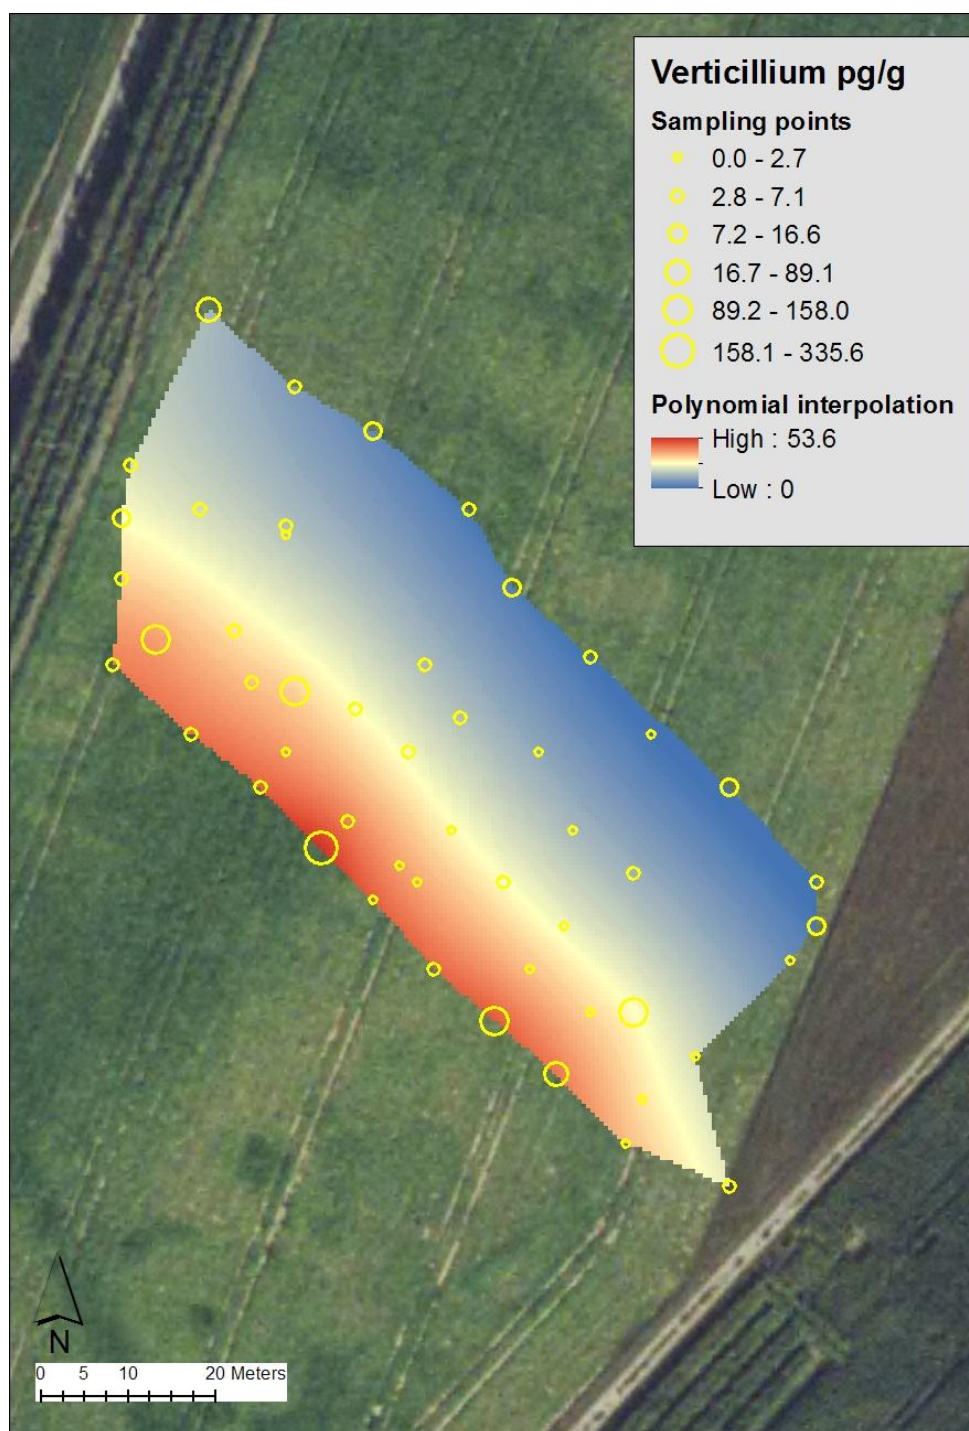 Verticillium pg/g
Sampling points
0.0 - 2.7
2.8 - 7.1
7.2 - 16.6
16.7 - 89.1
89.2 - 158.0
158.1 - 335.6
Polynomial interpolation
High : 53.6
Low : 0
N
0 5 10 20 Meters